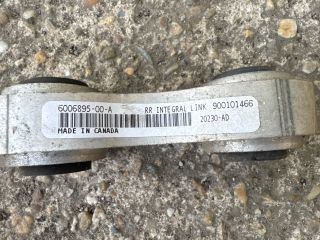 6006895-00-A RR INTEGRAL LINK 900101466
20230-AD
MADE IN CANADA